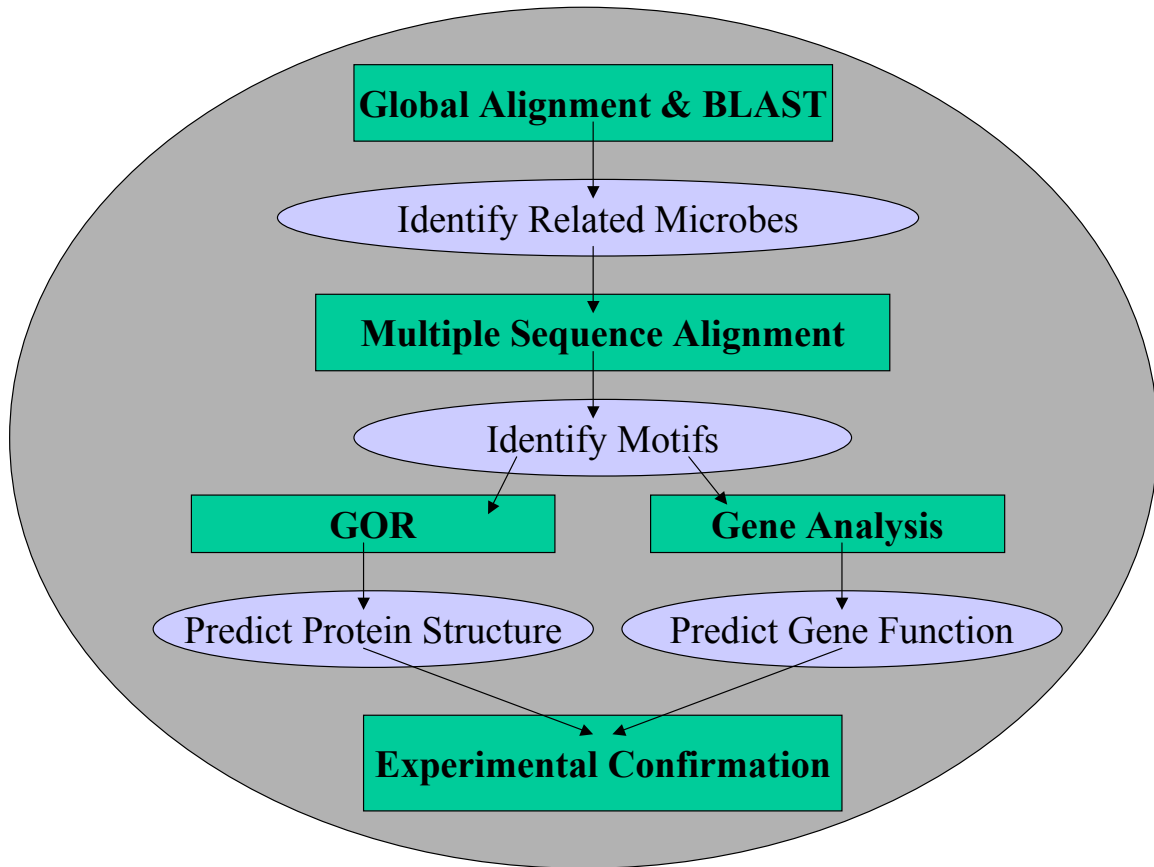 Global Alignment & BLAST
Identify Related Microbes
Multiple Sequence Alignment
Identify Motifs
GOR
Gene Analysis
Predict Protein Structure
Predict Gene Function
Experimental Confirmation